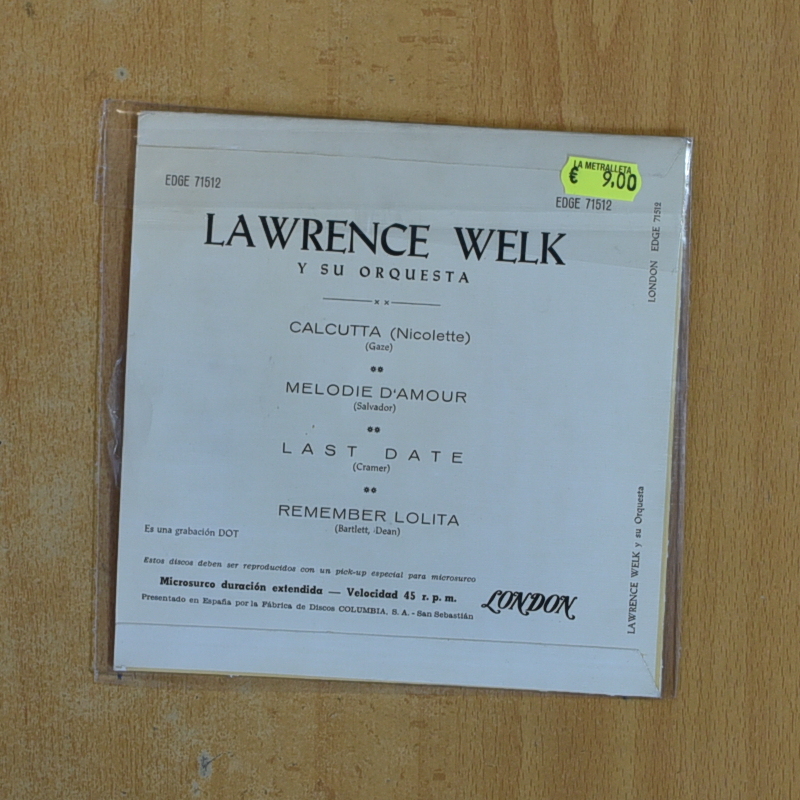 EDGE 71512
LA METRALLETA
€ 9,00
EDGE 71512
LAWRENCE WELK
Y SU ORQUESTA
CALCUTTA (Nicolette)
(Gaze)
MELODIE D'AMOUR
(Salvador)
LAST DATE
(Cramer)
REMEMBER LOLITA
(Bartlett, -Dean)
Es una grabación DOT
Estos discos deben ser reproducidos con un pick-up especial para microsurco
Microsurco duración extendida — Velocidad 45 r. p. m.
Presentado en España por la Fábrica de Discos COLUMBIA, S. A. - San Sebastián
LONDON
LONDON EDGE 71512
LAWRENCE WELK y su Orquesta